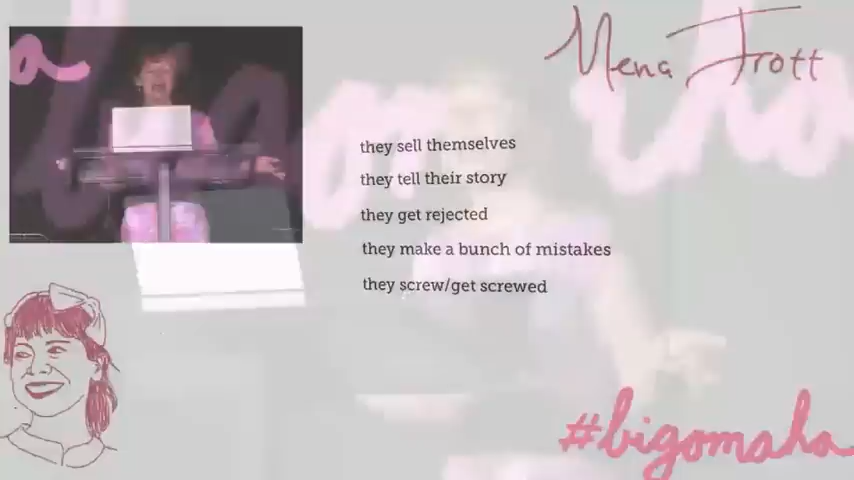 Mena Trott
they sell themselves
they tell their story
they get rejected
they make a bunch of mistakes
they screw/get screwed
#bigomaha